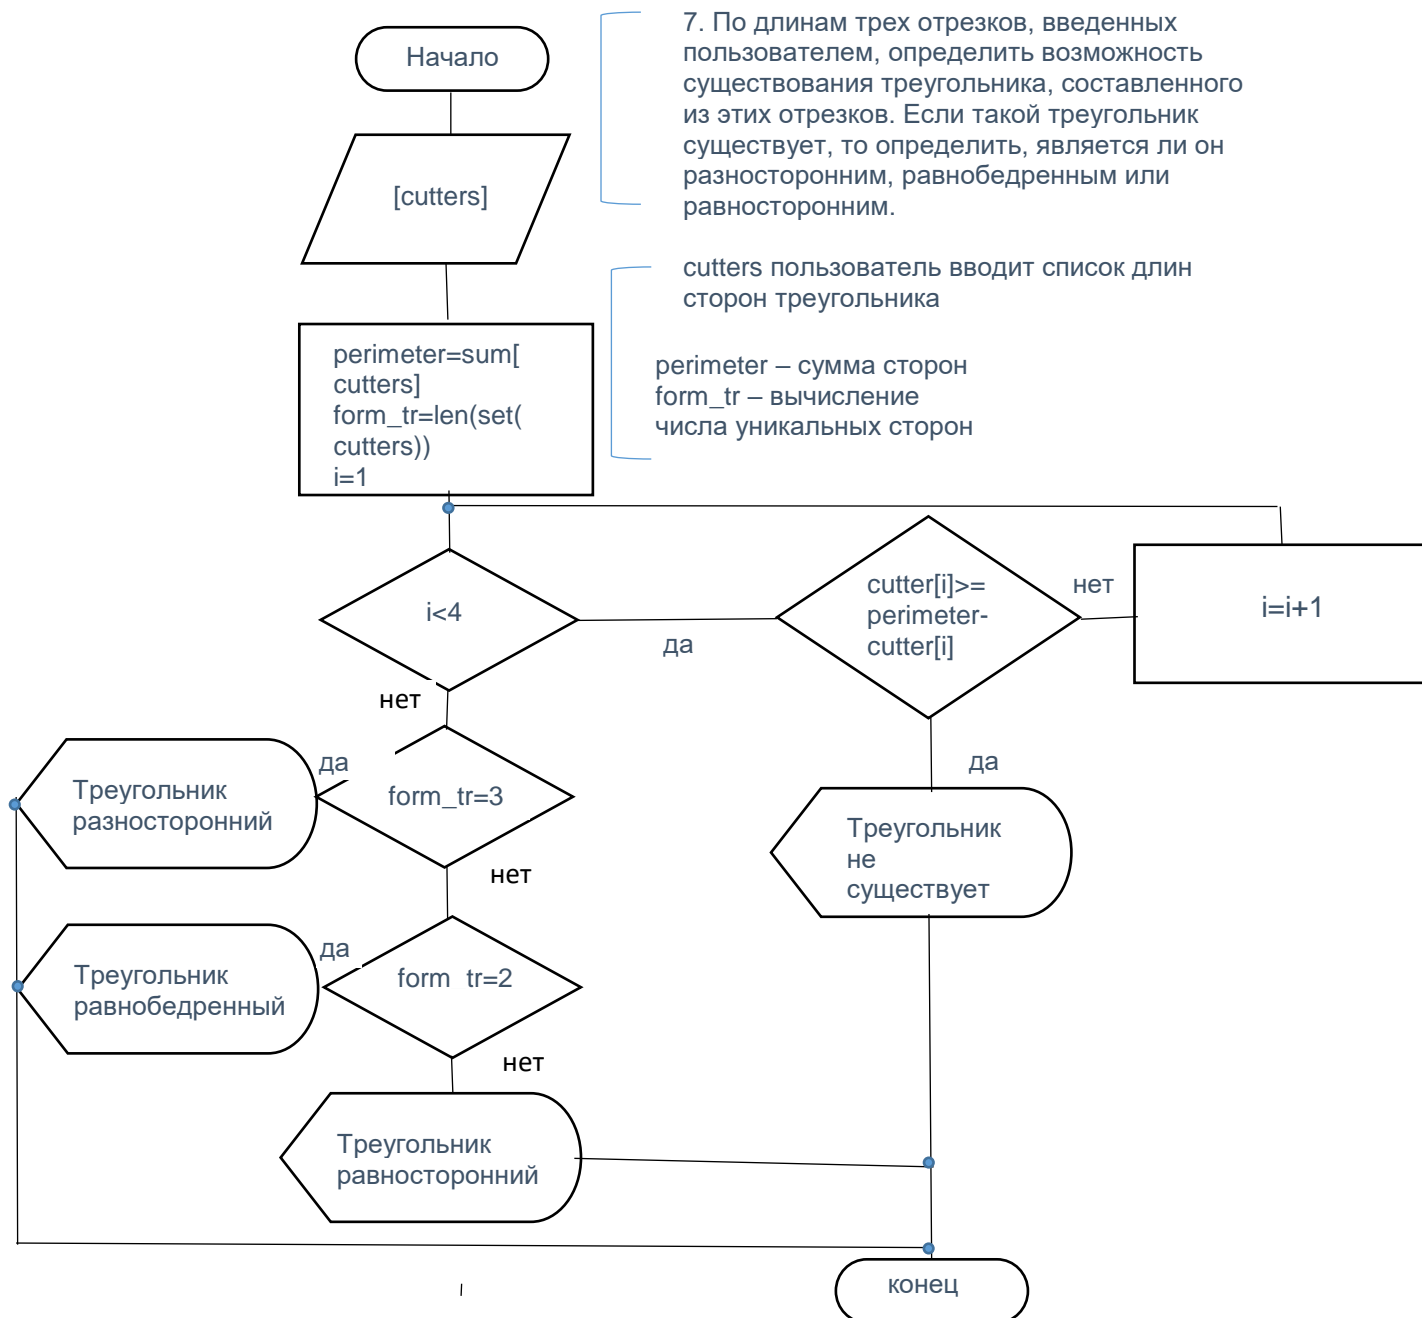 Начало
7. По длинам трех отрезков, введенных
пользователем, определить возможность
существования треугольника, составленного
из этих отрезков. Если такой треугольник
существует, то определить, является ли он
разносторонним, равнобедренным или
равносторонним.
[cutters]
cutters пользователь вводит список длин
сторон треугольника
perimeter=sum[
cutters]
form_tr=len(set(
cutters))
i=1
perimeter – сумма сторон
form_tr – вычисление
числа уникальных сторон
i<4
да
cutter[i]>=
perimeter-
cutter[i]
нет
i=i+1
нет
да
Треугольник
разносторонний
да
form_tr=3
Треугольник
не
существует
нет
Треугольник
равнобедренный
да
form tr=2
нет
Треугольник
равносторонний
конец